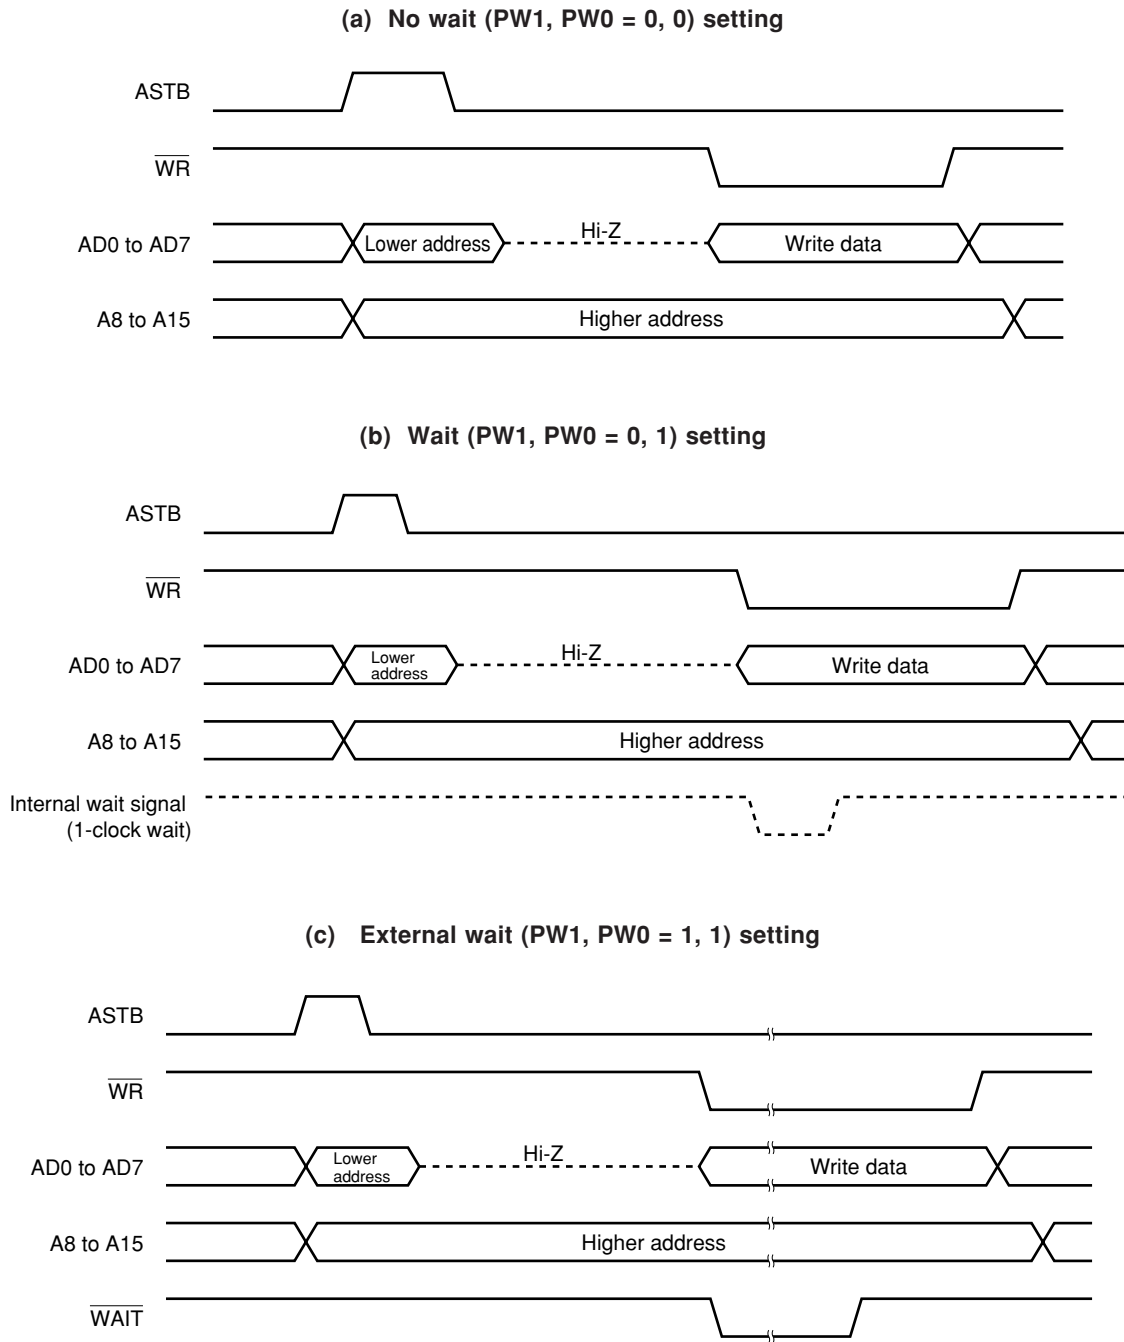 (a) No wait (PW1, PW0 = 0, 0) setting
ASTB
WR
AD0 to AD7
Lower address
Hi-Z
Write data
A8 to A15
Higher address
(b) Wait (PW1, PW0 = 0, 1) setting
ASTB
WR
AD0 to AD7
Lower
address
Hi-Z
Write data
A8 to A15
Higher address
Internal wait signal
(1-clock wait)
(c) External wait (PW1, PW0 = 1, 1) setting
ASTB
WR
AD0 to AD7
Lower
address
Hi-Z
Write data
A8 to A15
Higher address
WAIT